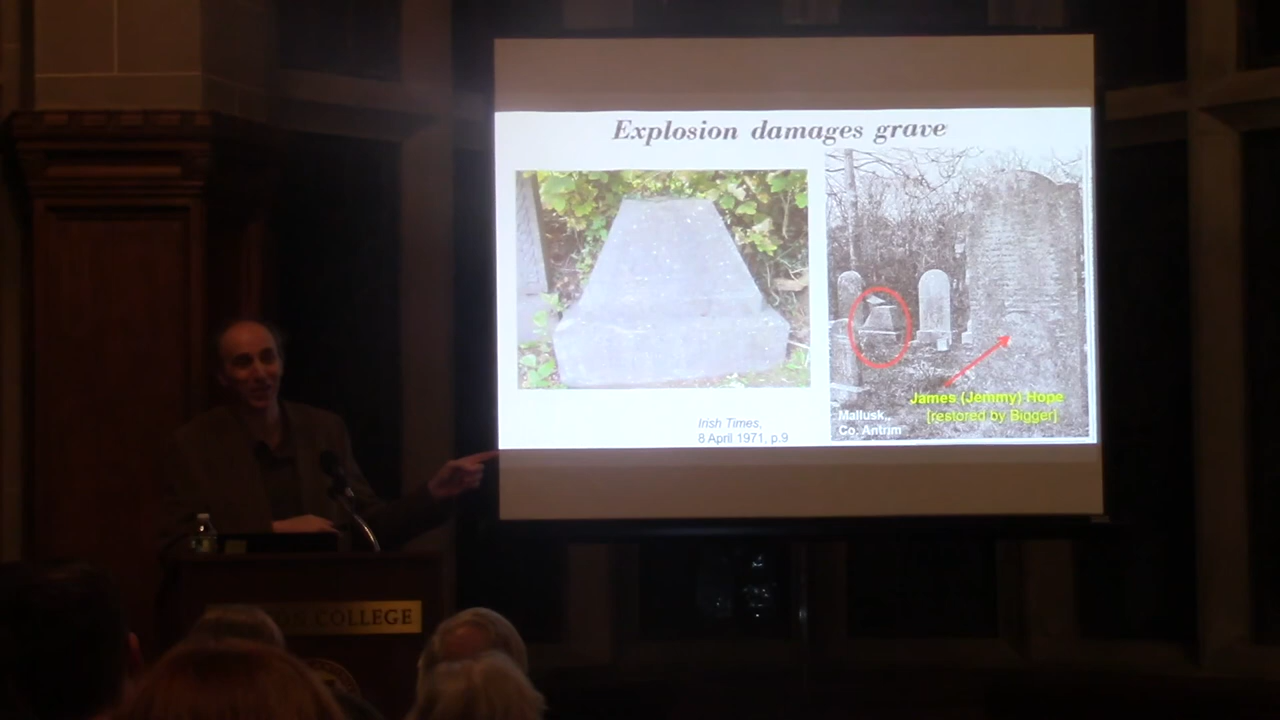 Explosion damages grave
Irish Times,
8 April 1971, p.9
Mallusk,,
Co. Antrim
James (Jemmy) Hope
[restored by Bigger]
ON COLLEGE